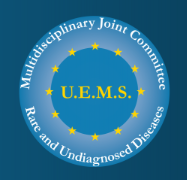 Multidisciplinary Joint Committee
U.E.M.S.
Rare and Undiagnosed Diseases